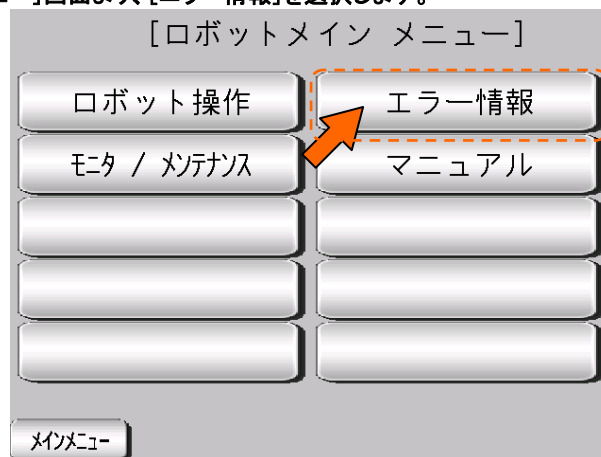 ー]画面より、[エラー情報]を選択します。
[ロボットメイン メニュー]
ロボット操作
エラー情報
ﾓﾆﾀ / ﾒﾝﾃﾅﾝｽ
マニュアル
ﾒｲﾝﾒﾆｭｰ